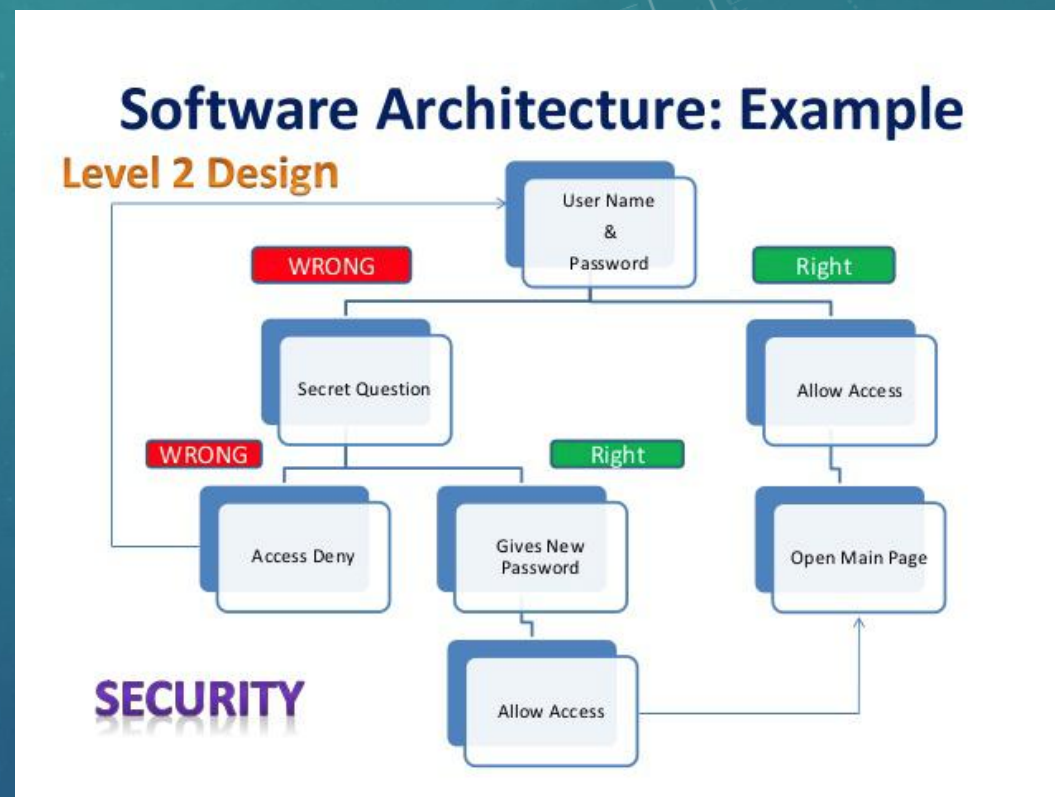 Software Architecture: Example
Level 2 Design
User Name
&
Password
WRONG
Right
Secret Question
Allow Access
WRONG
Right
Access Deny
Gives New
Password
Open Main Page
Allow Access
SECURITY